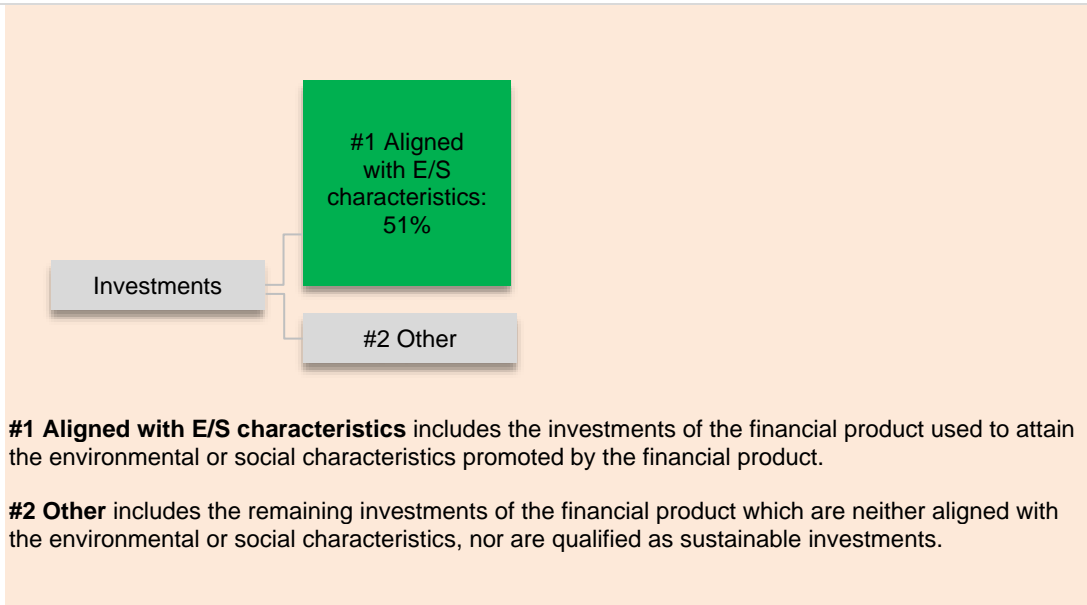 #1 Aligned
with E/S
characteristics:
51%
Investments
#2 Other
#1 Aligned with E/S characteristics includes the investments of the financial product used to attain
the environmental or social characteristics promoted by the financial product.
#2 Other includes the remaining investments of the financial product which are neither aligned with
the environmental or social characteristics, nor are qualified as sustainable investments.